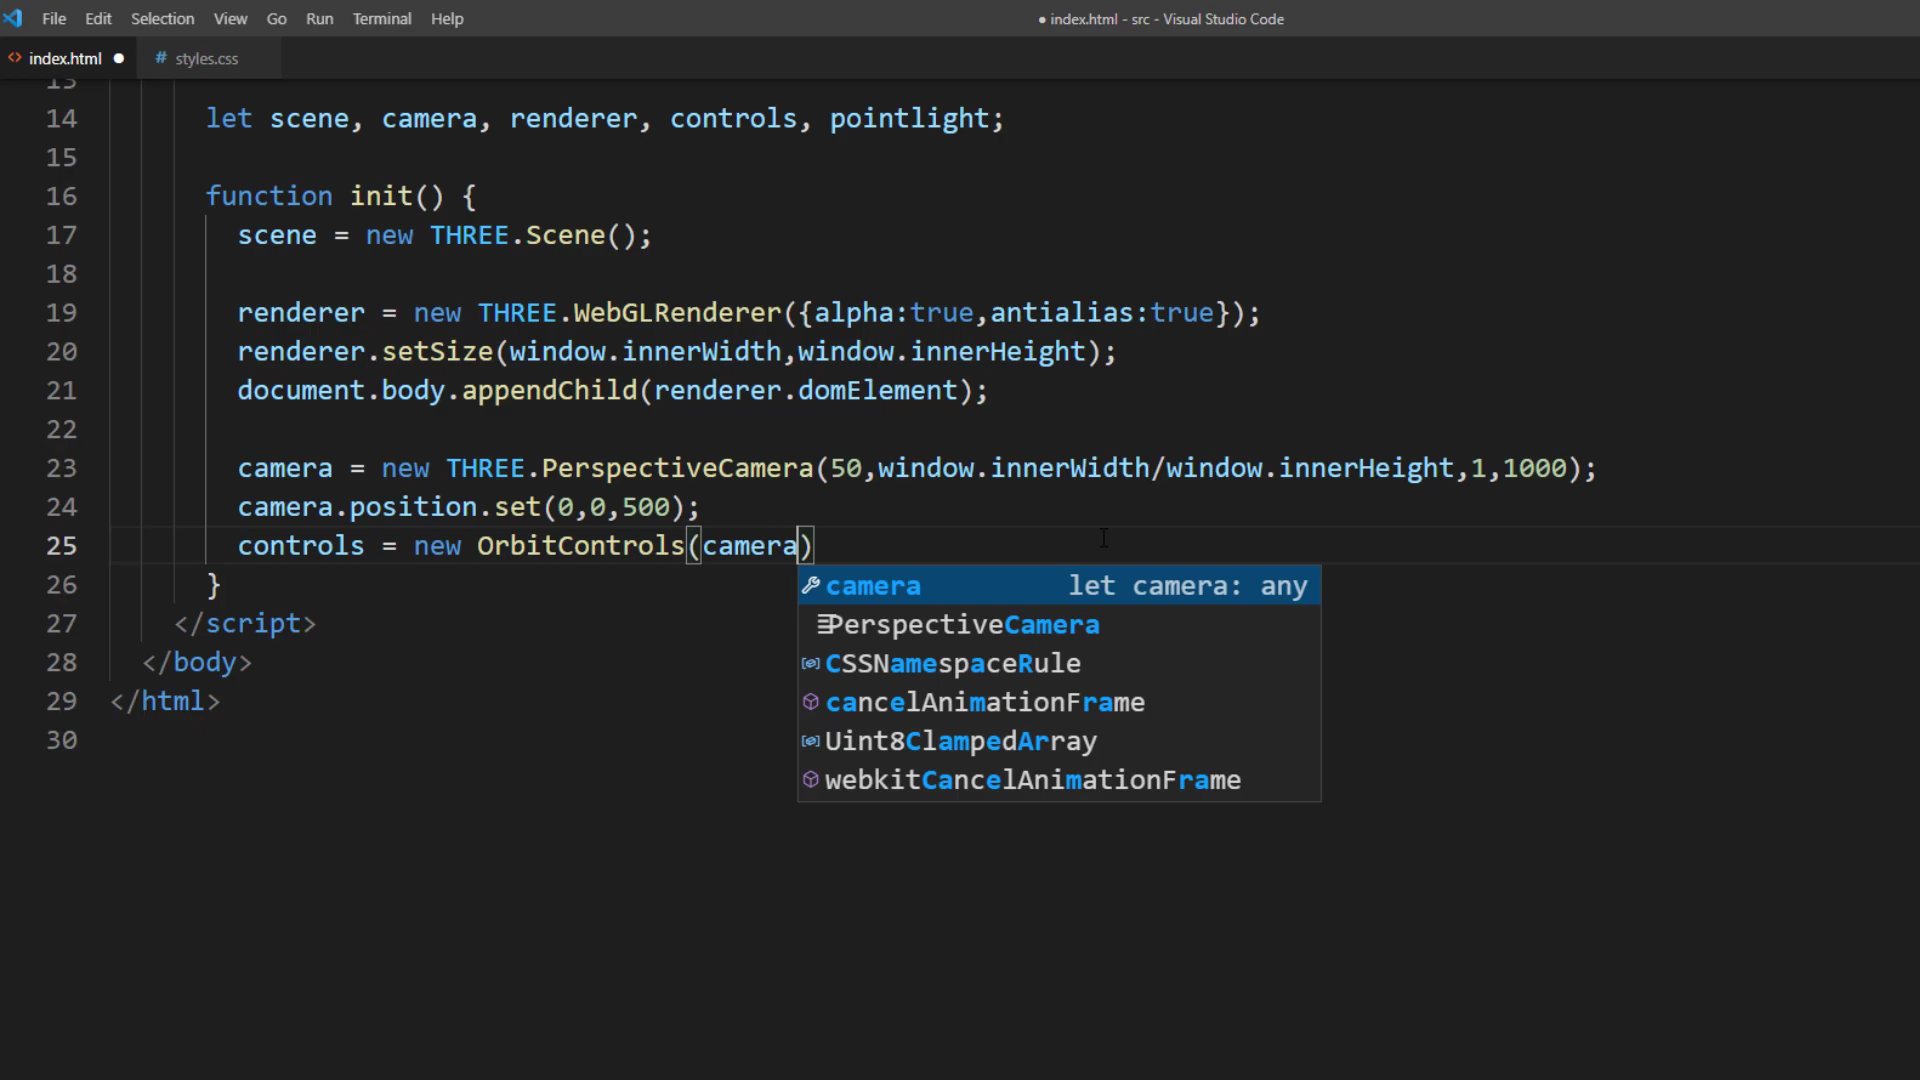 File Edit Selection View Go Run Terminal Help ● index.html - src - Visual Studio Code
<> index.html ● # styles.css
13
14 let scene, camera, renderer, controls, pointlight;
15
16 function init() {
17 scene = new THREE.Scene();
18
19 renderer = new THREE.WebGLRenderer({alpha:true,antialias:true});
20 renderer.setSize(window.innerWidth,window.innerHeight);
21 document.body.appendChild(renderer.domElement);
22
23 camera = new THREE.PerspectiveCamera(50,window.innerWidth/window.innerHeight,1,1000);
24 camera.position.set(0,0,500);
25 controls = new OrbitControls(camera)
26 }
camera let camera: any
27 </script>
PerspectiveCamera
28 </body>
CSSNamespaceRule
29 </html>
cancelAnimationFrame
30
Uint8ClampedArray
webkitCancelAnimationFrame